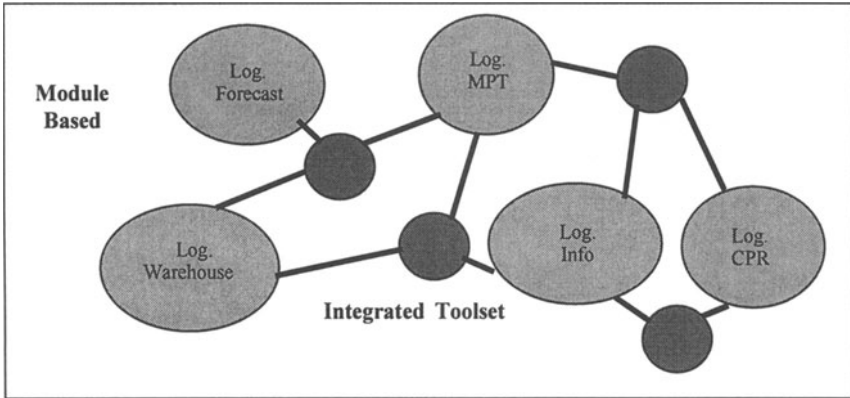 Module
Based
Log.
Forecast
Log.
MPT
Log.
Warehouse
Log.
Info
Log.
CPR
Integrated Toolset